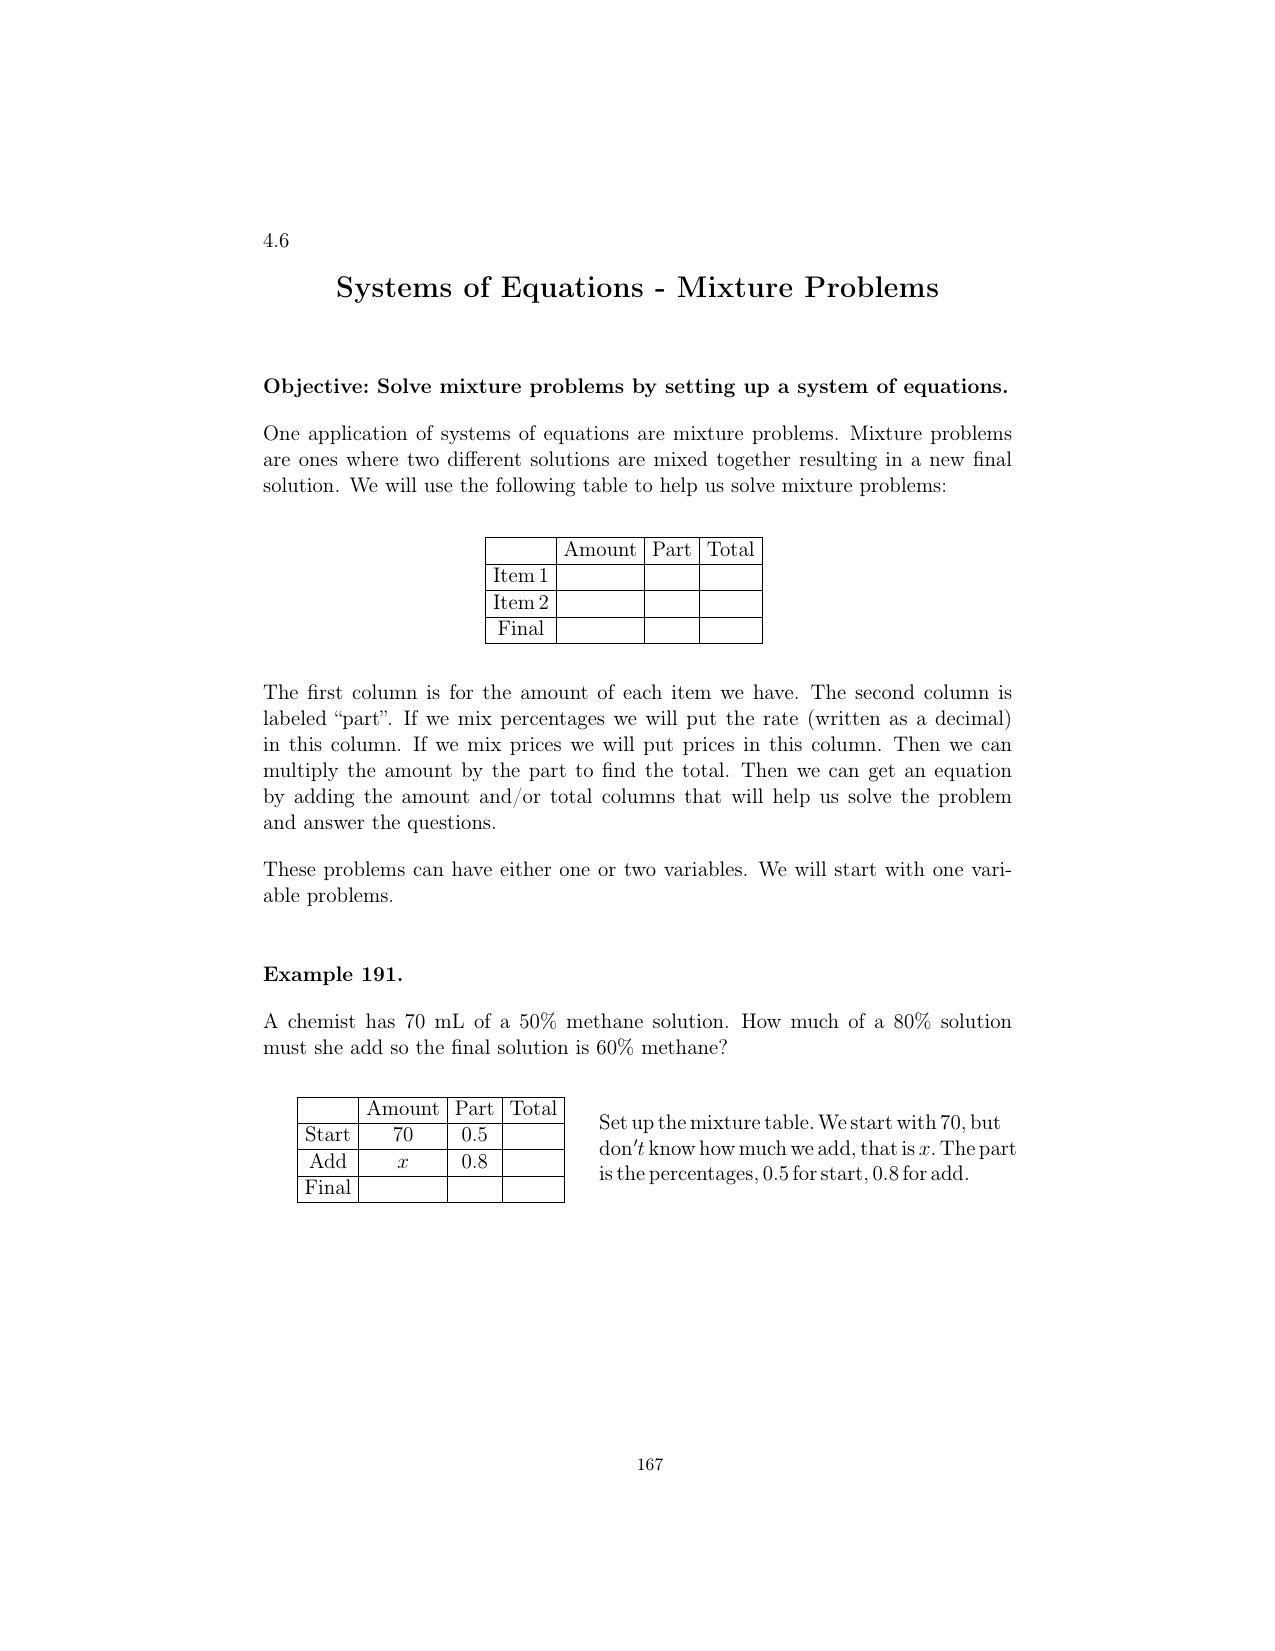 4.6
Systems of Equations - Mixture Problems
Objective: Solve mixture problems by setting up a system of equations.
One application of systems of equations are mixture problems. Mixture problems
are ones where two different solutions are mixed together resulting in a new final
solution. We will use the following table to help us solve mixture problems:
Amount Part Total
Item 1
Item 2
Final
The first column is for the amount of each item we have. The second column is
labeled “part”. If we mix percentages we will put the rate (written as a decimal)
in this column. If we mix prices we will put prices in this column. Then we can
multiply the amount by the part to find the total. Then we can get an equation
by adding the amount and/or total columns that will help us solve the problem
and answer the questions.
These problems can have either one or two variables. We will start with one vari-
able problems.
Example 191.
A chemist has 70 mL of a 50% methane solution. How much of a 80% solution
must she add so the final solution is 60% methane?
Amount Part Total
Start 70 0.5
Add x 0.8
Final
Set up the mixture table. We start with 70, but
don′t know how much we add, that is x. The part
is the percentages, 0.5 for start, 0.8 for add.
167